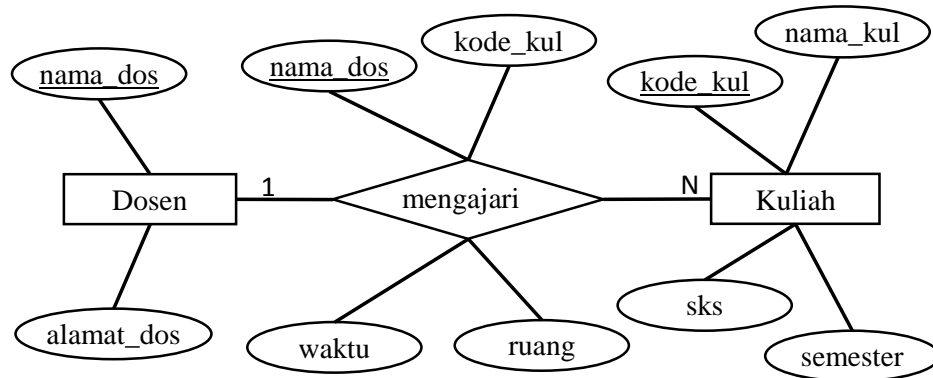 nama_dos
nama_dos
kode_kul
kode_kul
nama_kul
Dosen
1
mengajari
N
Kuliah
alamat_dos
waktu
ruang
sks
semester